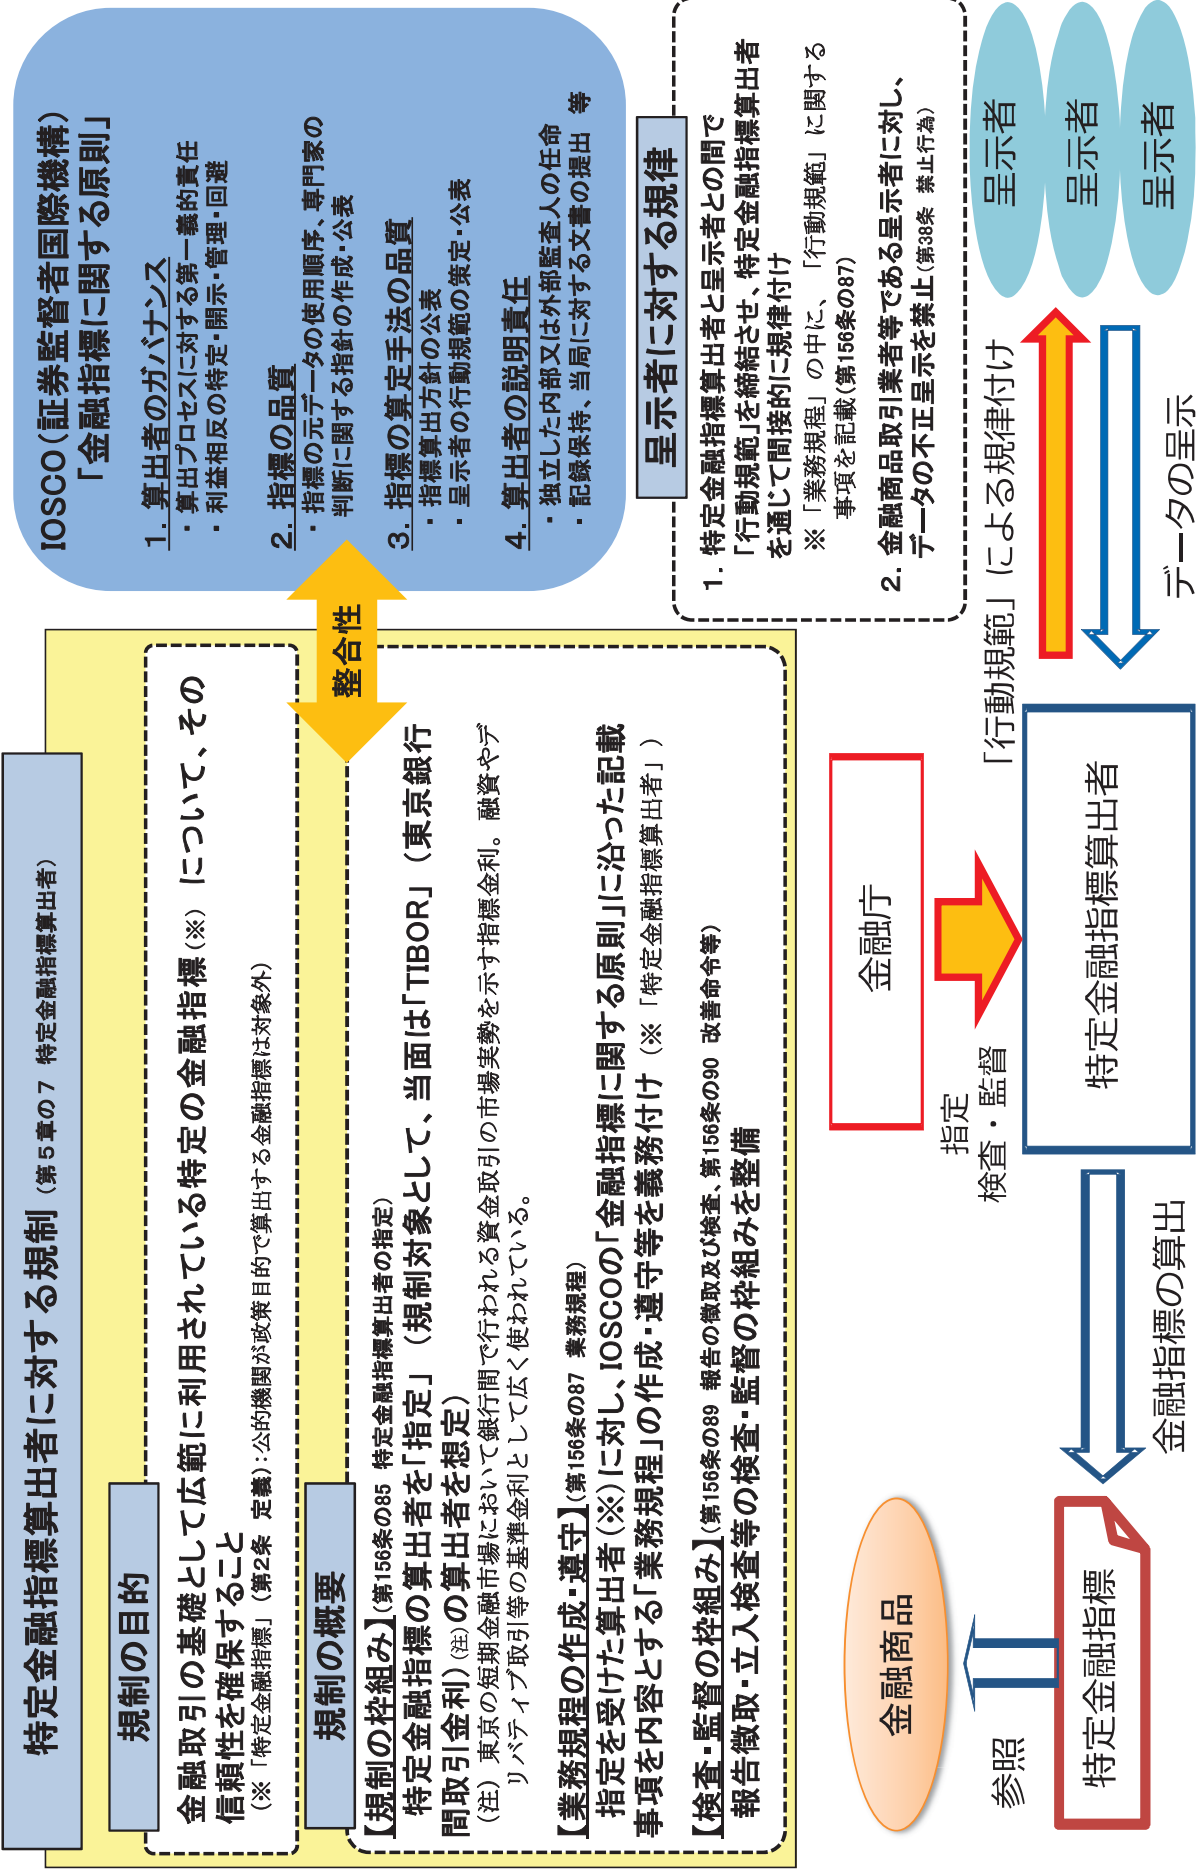 特定金融指標算出者に対する規制（第５章の７ 特定金融指標算出者）
規制の目的
金融取引の基礎として広範に利用されている特定の金融指標（※）について、その
信頼性を確保すること
（※「特定金融指標」（第２条 定義）：公的機関が政策目的で算出する金融指標は対象外）
規制の概要
【規制の枠組み】（第156条の85 特定金融指標算出者の指定）
特定金融指標の算出者を「指定」（規制対象として、当面は「TIBOR」（東京銀行
間取引金利）（注）の算出者を想定）
（注）東京の短期金融市場において銀行間で行われる資金取引の市場実勢を示す指標金利。融資やデ
リバティブ取引等の基準金利として広く使われている。
【業務規程の作成・遵守】（第156条の87 業務規程）
指定を受けた算出者（※）に対し、IOSCOの「金融指標に関する原則」に沿った記載
事項を内容とする「業務規程」の作成・遵守等を義務付け（※「特定金融指標算出者」）
【検査・監督の枠組み】（第156条の89 報告の徴取及び検査、第156条の90 改善命令等）
報告徴取・立入検査等の検査・監督の枠組みを整備
整合性
IOSCO（証券監督者国際機構）
「金融指標に関する原則」
１．算出者のガバナンス
・算出プロセスに対する第一義的責任
・利益相反の特定・開示・管理・回避
２．指標の品質
・指標の元データの使用順序、専門家の
判断に関する指針の作成・公表
３．指標の算定手法の品質
・指標算出方針の公表
・呈示者の行動規範の策定・公表
４．算出者の説明責任
・独立した内部又は外部監査人の任命
・記録保持、当局に対する文書の提出 等
呈示者に対する規律
１．特定金融指標算出者と呈示者との間で
「行動規範」を締結させ、特定金融指標算出者
を通じて間接的に規律付け
※「業務規程」の中に、「行動規範」に関する
事項を記載（第156条の87）
２．金融商品取引業者等である呈示者に対し、
データの不正呈示を禁止（第38条 禁止行為）
金融商品
参照
特定金融指標
金融指標の算出
金融庁
指定
検査・監督
特定金融指標算出者
「行動規範」による規律付け
データの呈示
呈示者
呈示者
呈示者